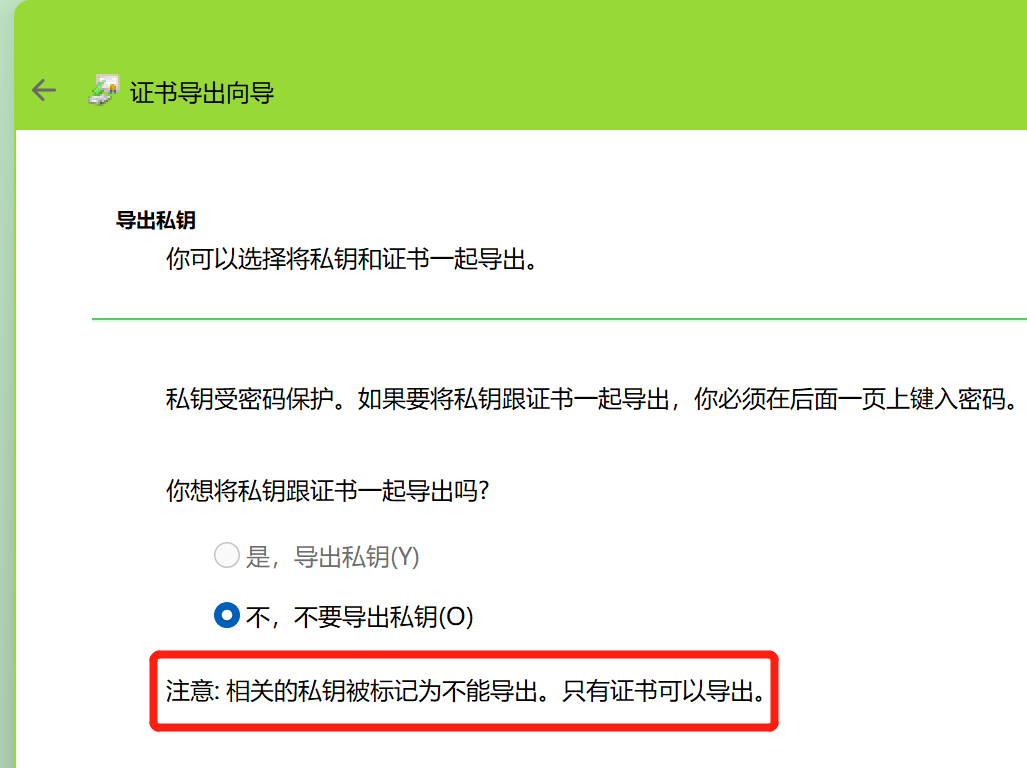 证书导出向导
导出私钥
你可以选择将私钥和证书一起导出。
私钥受密码保护。如果要将私钥跟证书一起导出，你必须在后面一页上键入密码。
你想将私钥跟证书一起导出吗?
是，导出私钥(Y)
不，不要导出私钥(O)
注意: 相关的私钥被标记为不能导出。只有证书可以导出。